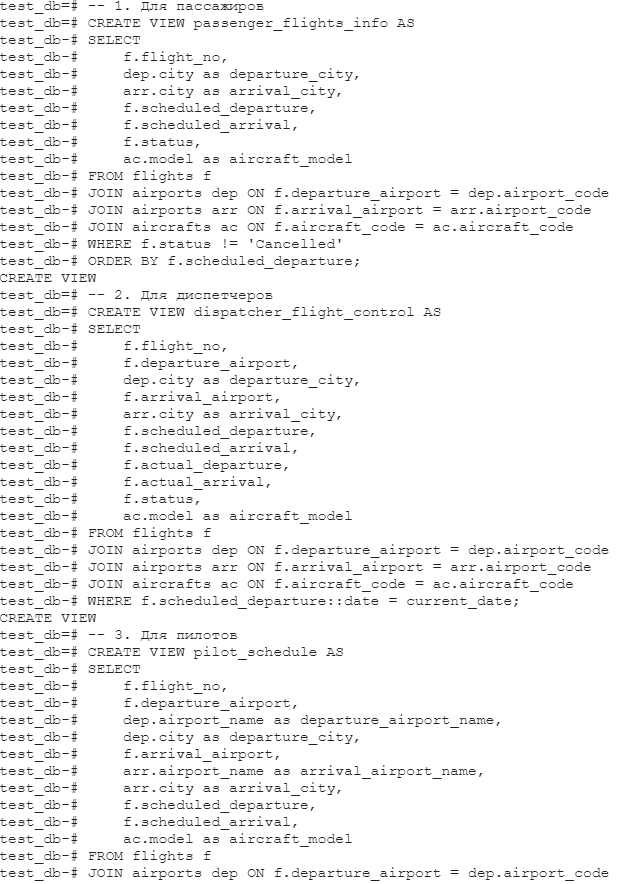 test_db=# -- 1. Для пассажиров
test_db=# CREATE VIEW passenger_flights_info AS
test_db-# SELECT
test_db-#     f.flight_no,
test_db-#     dep.city as departure_city,
test_db-#     arr.city as arrival_city,
test_db-#     f.scheduled_departure,
test_db-#     f.scheduled_arrival,
test_db-#     f.status,
test_db-#     ac.model as aircraft_model
test_db-# FROM flights f
test_db-# JOIN airports dep ON f.departure_airport = dep.airport_code
test_db-# JOIN airports arr ON f.arrival_airport = arr.airport_code
test_db-# JOIN aircrafts ac ON f.aircraft_code = ac.aircraft_code
test_db-# WHERE f.status != 'Cancelled'
test_db-# ORDER BY f.scheduled_departure;
CREATE VIEW
test_db=# -- 2. Для диспетчеров
test_db=# CREATE VIEW dispatcher_flight_control AS
test_db-# SELECT
test_db-#     f.flight_no,
test_db-#     f.departure_airport,
test_db-#     dep.city as departure_city,
test_db-#     f.arrival_airport,
test_db-#     arr.city as arrival_city,
test_db-#     f.scheduled_departure,
test_db-#     f.scheduled_arrival,
test_db-#     f.actual_departure,
test_db-#     f.actual_arrival,
test_db-#     f.status,
test_db-#     ac.model as aircraft_model
test_db-# FROM flights f
test_db-# JOIN airports dep ON f.departure_airport = dep.airport_code
test_db-# JOIN airports arr ON f.arrival_airport = arr.airport_code
test_db-# JOIN aircrafts ac ON f.aircraft_code = ac.aircraft_code
test_db-# WHERE f.scheduled_departure::date = current_date;
CREATE VIEW
test_db=# -- 3. Для пилотов
test_db=# CREATE VIEW pilot_schedule AS
test_db-# SELECT
test_db-#     f.flight_no,
test_db-#     f.departure_airport,
test_db-#     dep.airport_name as departure_airport_name,
test_db-#     dep.city as departure_city,
test_db-#     f.arrival_airport,
test_db-#     arr.airport_name as arrival_airport_name,
test_db-#     arr.city as arrival_city,
test_db-#     f.scheduled_departure,
test_db-#     f.scheduled_arrival,
test_db-#     ac.model as aircraft_model
test_db-# FROM flights f
test_db-# JOIN airports dep ON f.departure_airport = dep.airport_code